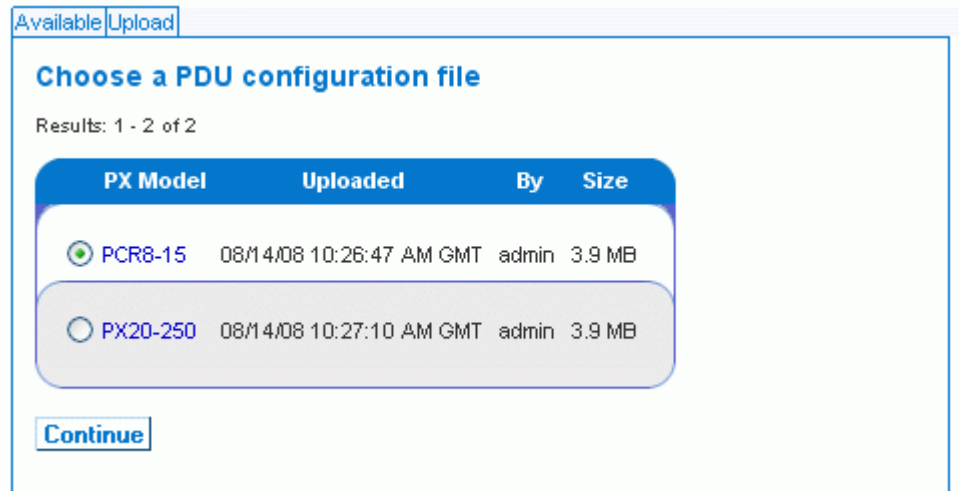 Available Upload
Choose a PDU configuration file
Results: 1 - 2 of 2
PX Model Uploaded By Size
PCR8-15 08/14/08 10:26:47 AM GMT admin 3.9 MB
PX20-250 08/14/08 10:27:10 AM GMT admin 3.9 MB
Continue